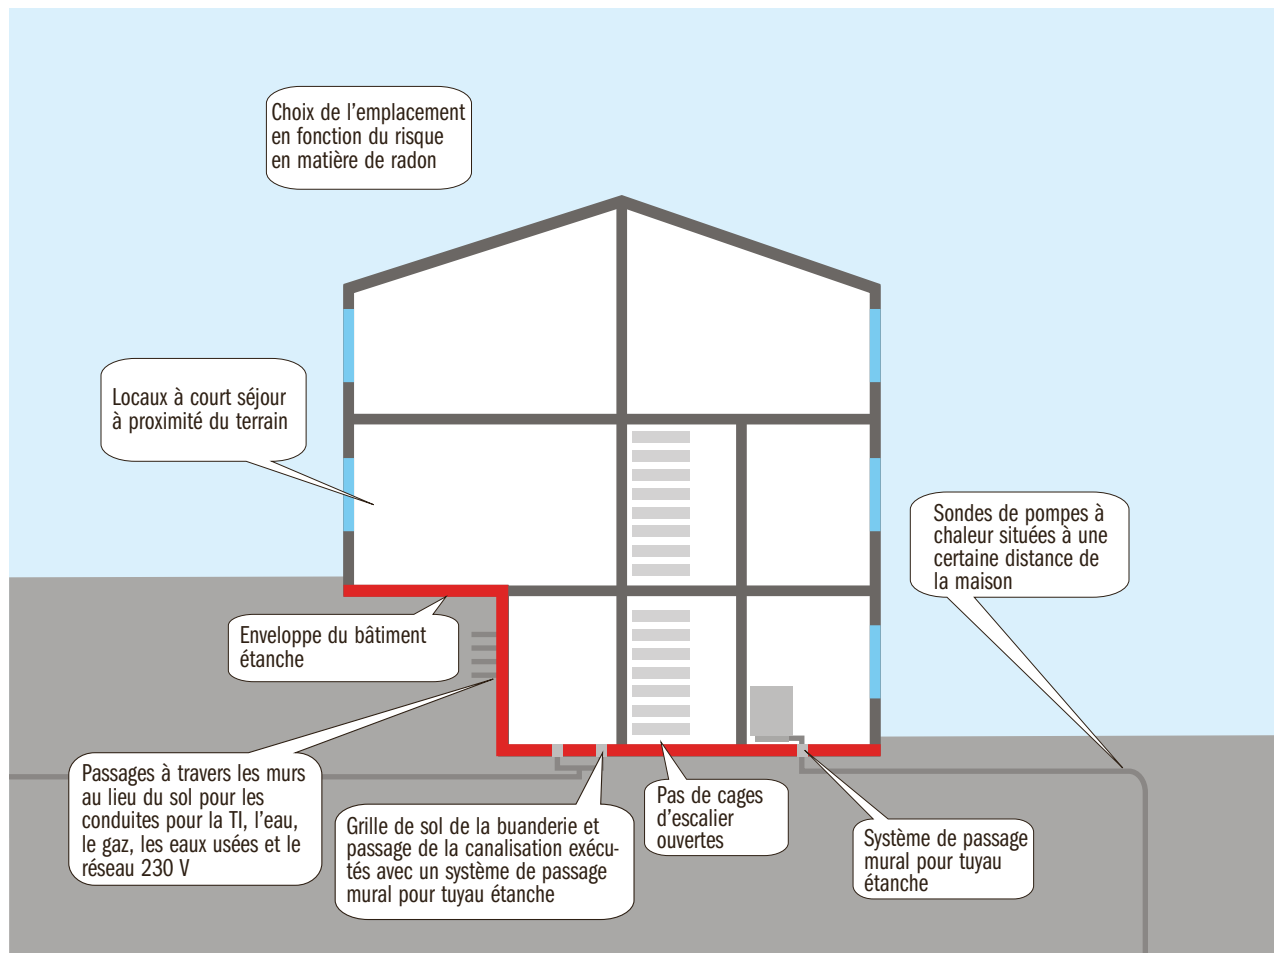 Choix de l'emplacement
en fonction du risque
en matière de radon
Locaux à court séjour
à proximité du terrain
Sondes de pompes à
chaleur situées à une
certaine distance de
la maison
Enveloppe du bâtiment
étanche
Passages à travers les murs
au lieu du sol pour les
conduites pour la TI, l'eau,
le gaz, les eaux usées et le
réseau 230 V
Grille de sol de la buanderie et
passage de la canalisation exécu-
tés avec un système de passage
mural pour tuyau étanche
Pas de cages
d'escalier
ouvertes
Système de passage
mural pour tuyau
étanche